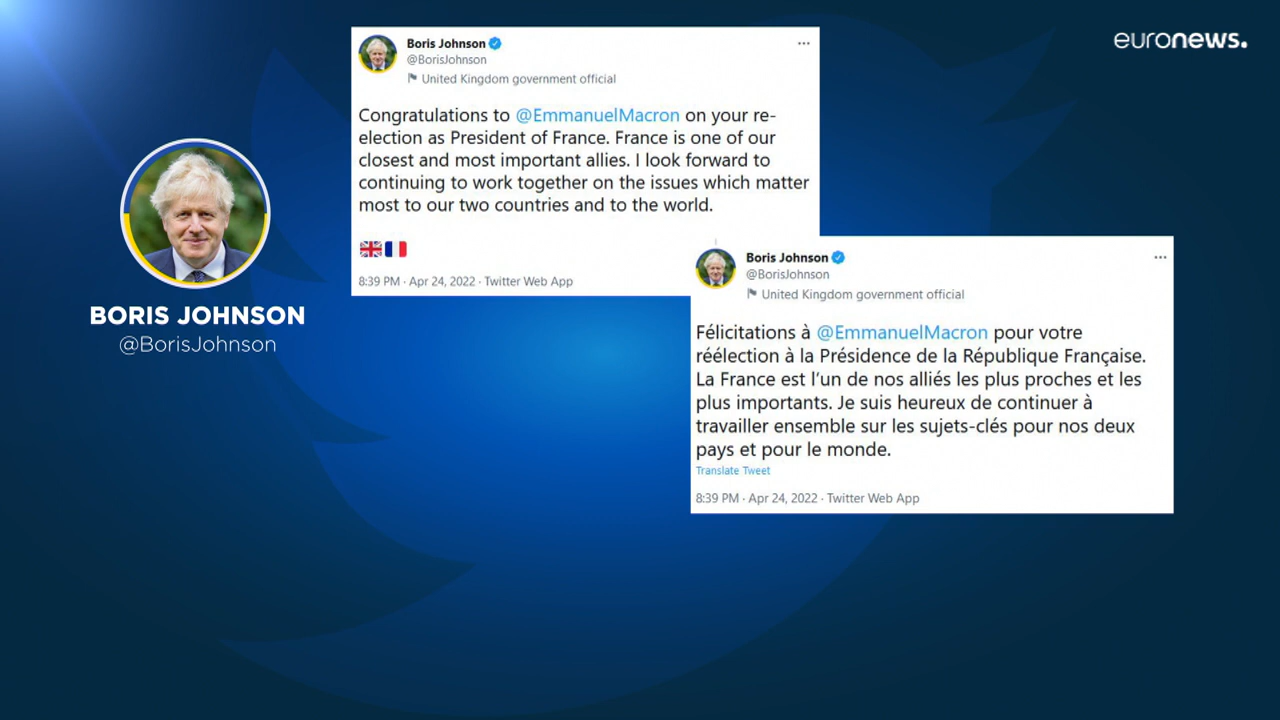 euronews.
BORIS JOHNSON
@BorisJohnson
Boris Johnson
@BorisJohnson
United Kingdom government official
Congratulations to @EmmanuelMacron on your re-
election as President of France. France is one of our
closest and most important allies. I look forward to
continuing to work together on the issues which matter
most to our two countries and to the world.
8:39 PM · Apr 24, 2022 · Twitter Web App
Boris Johnson
@BorisJohnson
United Kingdom government official
Félicitations à @EmmanuelMacron pour votre
réélection à la Présidence de la République Française.
La France est l’un de nos alliés les plus proches et les
plus importants. Je suis heureux de continuer à
travailler ensemble sur les sujets-clés pour nos deux
pays et pour le monde.
Translate Tweet
8:39 PM · Apr 24, 2022 · Twitter Web App